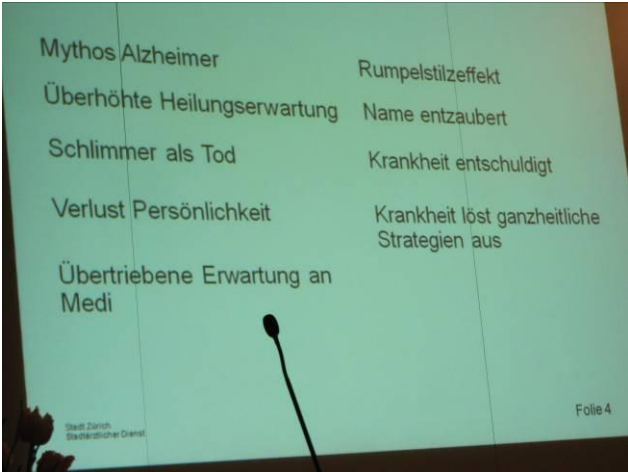 Mythos Alzheimer
Überhöhte Heilungserwartung
Schlimmer als Tod
Verlust Persönlichkeit
Übertriebene Erwartung an
Medi
Rumpelstilzeffekt
Name entzaubert
Krankheit entschuldigt
Krankheit löst ganzheitliche
Strategien aus
Stadt Zürich
Stadtärztlicher Dienst
Folie 4